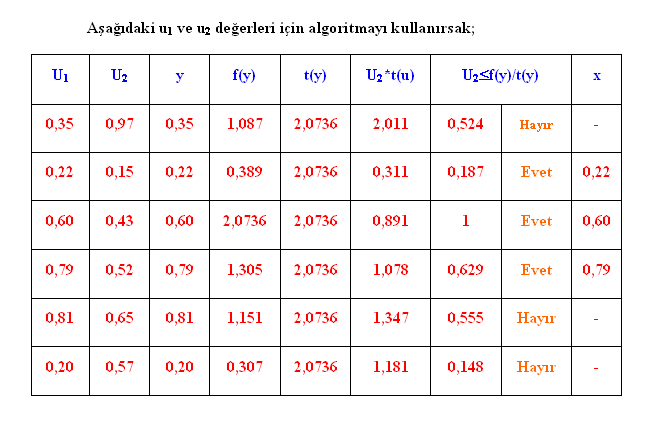 Aşağıdaki u1 ve u2 değerleri için algoritmayı kullanırsak;
U1 U2 y f(y) t(y) U2*t(u) U2≤f(y)/t(y) x
0,35 0,97 0,35 1,087 2,0736 2,011 0,524 Hayır -
0,22 0,15 0,22 0,389 2,0736 0,311 0,187 Evet 0,22
0,60 0,43 0,60 2,0736 2,0736 0,891 1 Evet 0,60
0,79 0,52 0,79 1,305 2,0736 1,078 0,629 Evet 0,79
0,81 0,65 0,81 1,151 2,0736 1,347 0,555 Hayır -
0,20 0,57 0,20 0,307 2,0736 1,181 0,148 Hayır -